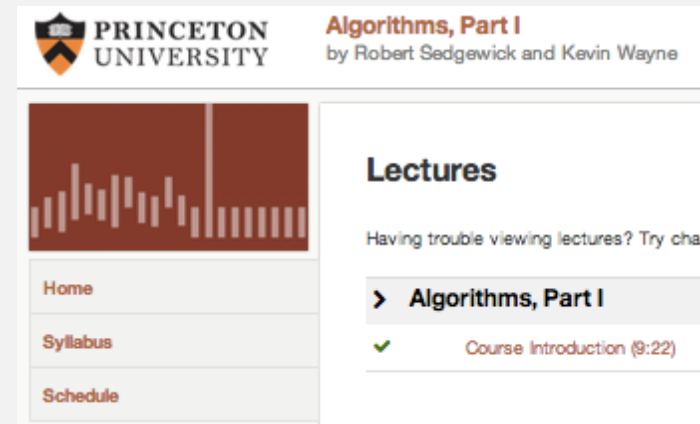 PRINCETON
UNIVERSITY
Algorithms, Part I
by Robert Sedgewick and Kevin Wayne
Home
Syllabus
Schedule
Lectures
Having trouble viewing lectures? Try cha
Algorithms, Part I
Course Introduction (9:22)